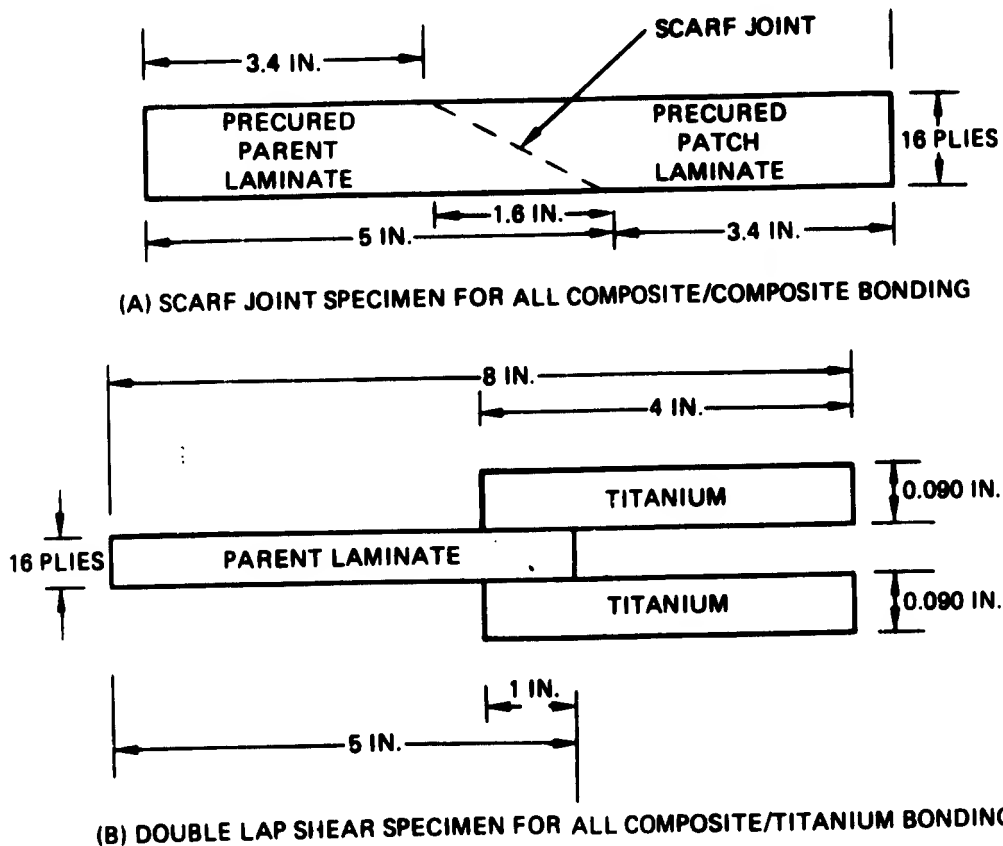 SCARF JOINT
3.4 IN.
PRECURED
PARENT
LAMINATE
PRECURED
PATCH
LAMINATE
16 PLIES
1.6 IN.
5 IN.
3.4 IN.
(A) SCARF JOINT SPECIMEN FOR ALL COMPOSITE/COMPOSITE BONDING
8 IN.
4 IN.
TITANIUM
0.090 IN.
16 PLIES
PARENT LAMINATE
TITANIUM
0.090 IN.
1 IN.
5 IN.
(B) DOUBLE LAP SHEAR SPECIMEN FOR ALL COMPOSITE/TITANIUM BONDING